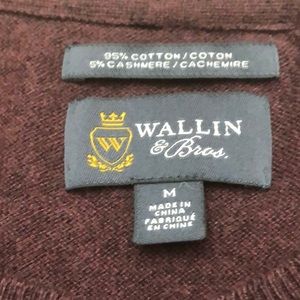 95% COTTON/COTON
5% CASHMERE/CACHEMIRE
W
WALLIN
& Bros.
M
MADE IN
CHINA
FABRIQUÉ
EN CHINE